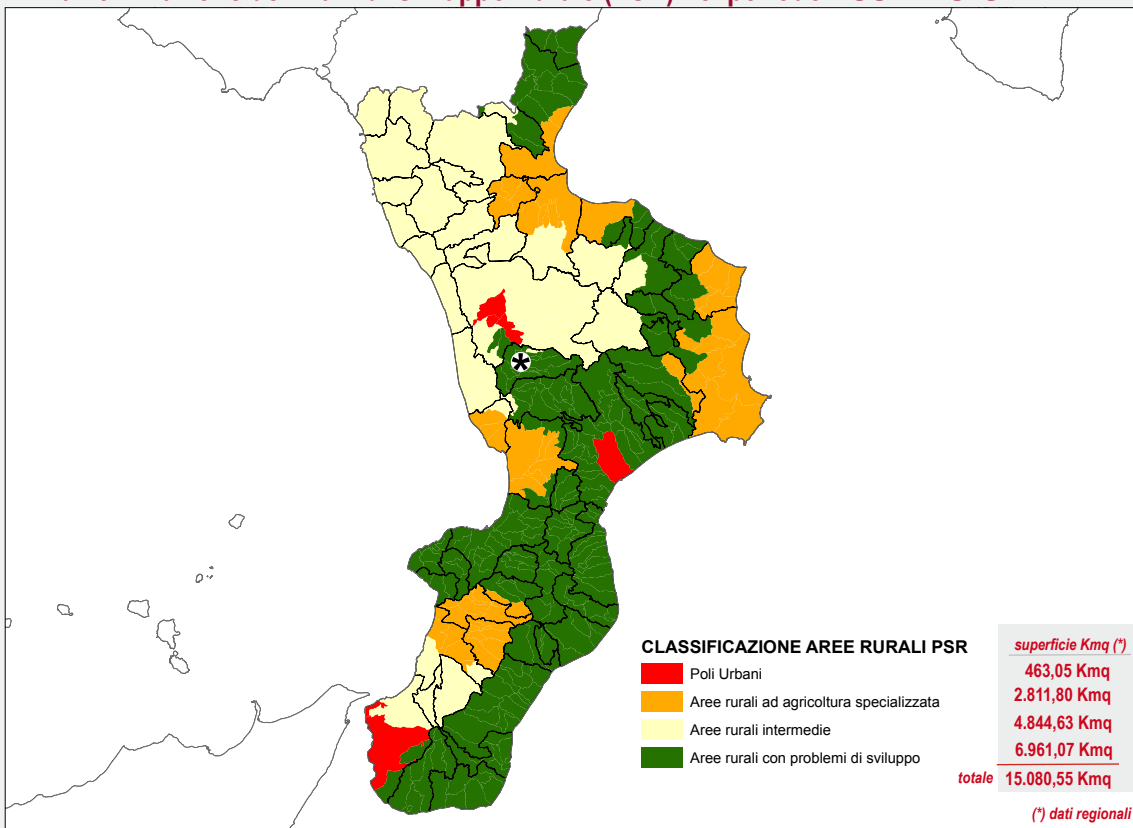 CLASSIFICAZIONE AREE RURALI PSR
superficie Kmq (*)
Poli Urbani
463,05 Kmq
Aree rurali ad agricoltura specializzata
2.811,80 Kmq
Aree rurali intermedie
4.844,63 Kmq
Aree rurali con problemi di sviluppo
6.961,07 Kmq
totale 15.080,55 Kmq
(*) dati regionali